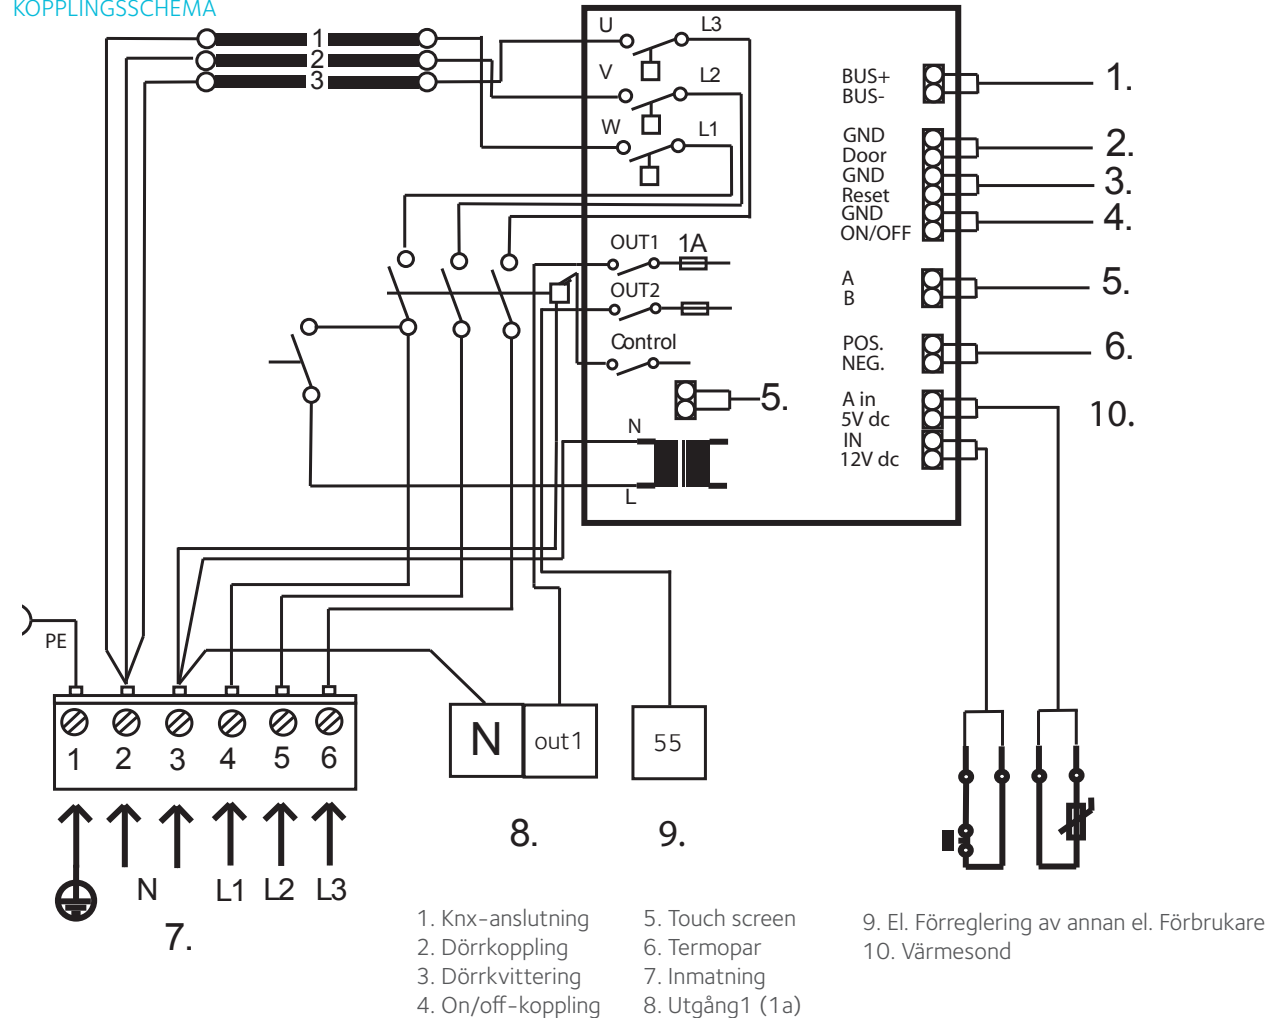 KOPPLINGSSCHEMA
1
2
3
U
L3
V
L2
W
L1
OUT1
1A
OUT2
Control
5.
N
L
BUS+
BUS-
1.
GND
Door
2.
GND
Reset
3.
GND
ON/OFF
4.
A
B
5.
POS.
NEG.
6.
A in
5V dc
10.
IN
12V dc
PE
1 2 3 4 5 6
N
L1 L2 L3
7.
N
out1
8.
55
9.
1. Knx-anslutning
2. Dörrkoppling
3. Dörrkvittering
4. On/off-koppling
5. Touch screen
6. Termopar
7. Inmatning
8. Utgång1 (1a)
9. El. Förreglering av annan el. Förbrukare
10. Värmesond